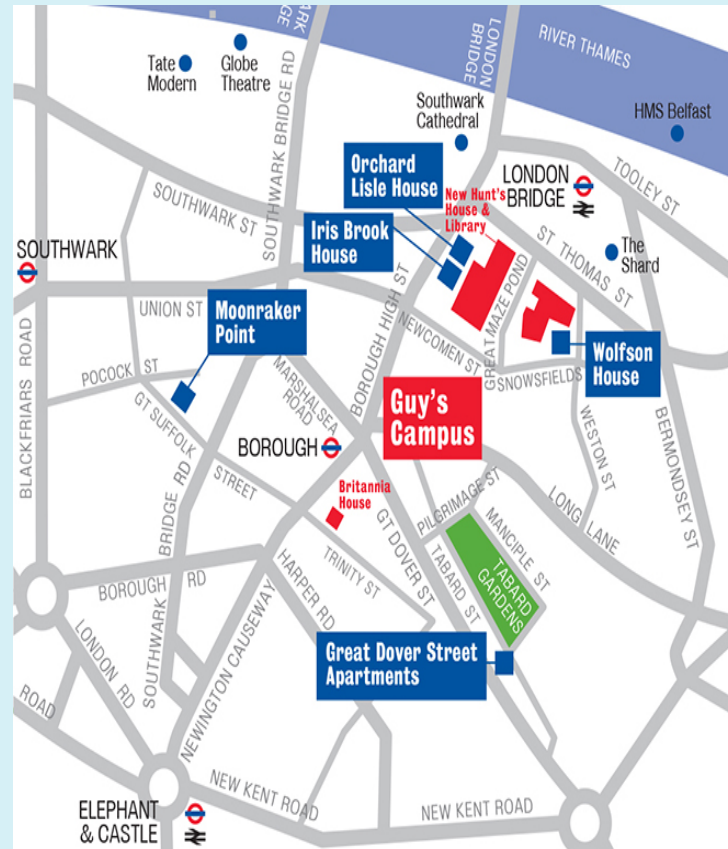 ARK
GE
SOUTHWARK BRIDGE RD
LONDON
BRIDGE
RIVER THAMES
Tate
Modern
Globe
Theatre
Southwark
Cathedral
HMS Belfast
Orchard
Lisle House
New Hunt's
House &
Library
LONDON
BRIDGE
TOOLEY ST
SOUTHWARK ST
Iris Brook
House
ST THOMAS ST
The
Shard
SOUTHWARK
UNION ST
Moonraker
Point
BOROUGH HIGH ST
NEWCOMEN ST
GREAT MAZE POND
Wolfson
House
SNOWSFIELDS
POCOCK ST
MARSHALSEA
ROAD
BLACKFRIARS ROAD
GT SUFFOLK
STREET
Guy's
Campus
WESTON ST
BERMONDSEY ST
BOROUGH
Britannia
House
PILGRIMAGE ST
LONG LANE
MANCIPLE ST
GT DOVER ST
TABARD ST
TABARD
GARDENS
TRINITY ST
HARPER RD
BOROUGH RD
SOUTHWARK BRIDGE RD
LONDON RD
NEWINGTON CAUSEWAY
Great Dover Street
Apartments
ROAD
NEW KENT ROAD
NEW KENT ROAD
ELEPHANT
& CASTLE